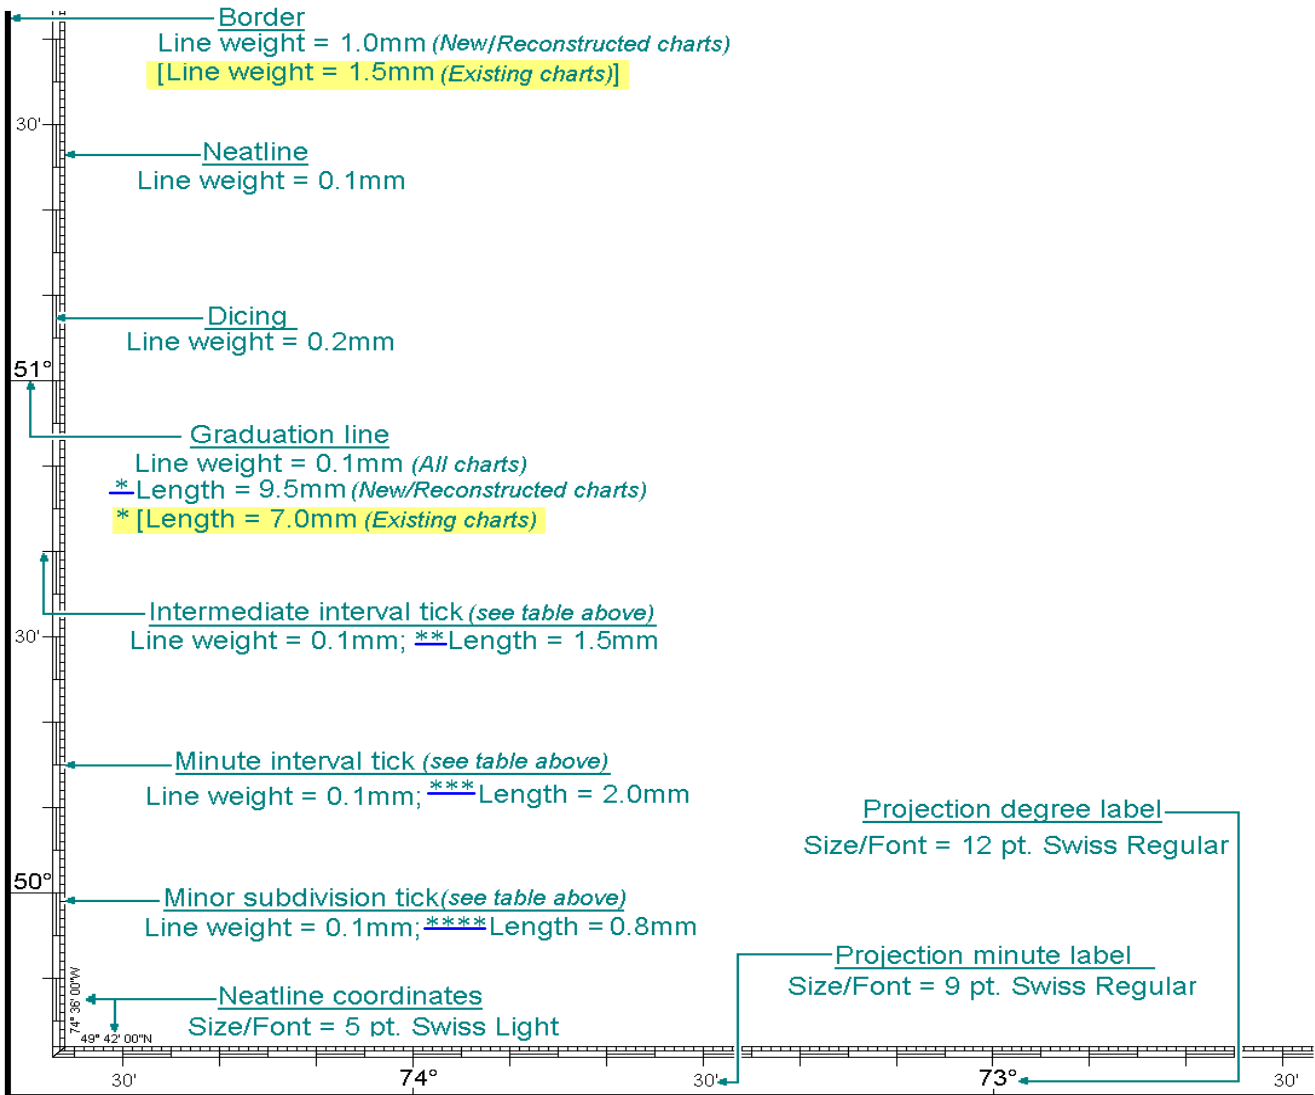 Border
Line weight = 1.0mm (New/Reconstructed charts)
[Line weight = 1.5mm (Existing charts)]
30'
Neatline
Line weight = 0.1mm
Dicing
Line weight = 0.2mm
51°
Graduation line
Line weight = 0.1mm (All charts)
*Length = 9.5mm (New/Reconstructed charts)
* [Length = 7.0mm (Existing charts)
Intermediate interval tick (see table above)
30'
Line weight = 0.1mm; **Length = 1.5mm
Minute interval tick (see table above)
Line weight = 0.1mm; ***Length = 2.0mm
Projection degree label
Size/Font = 12 pt. Swiss Regular
50°
Minor subdivision tick(see table above)
Line weight = 0.1mm; ****Length = 0.8mm
Projection minute label
Size/Font = 9 pt. Swiss Regular
74° 36' 00"W
Neatline coordinates
Size/Font = 5 pt. Swiss Light
49° 42' 00"N
30' 74° 30' 73° 30'